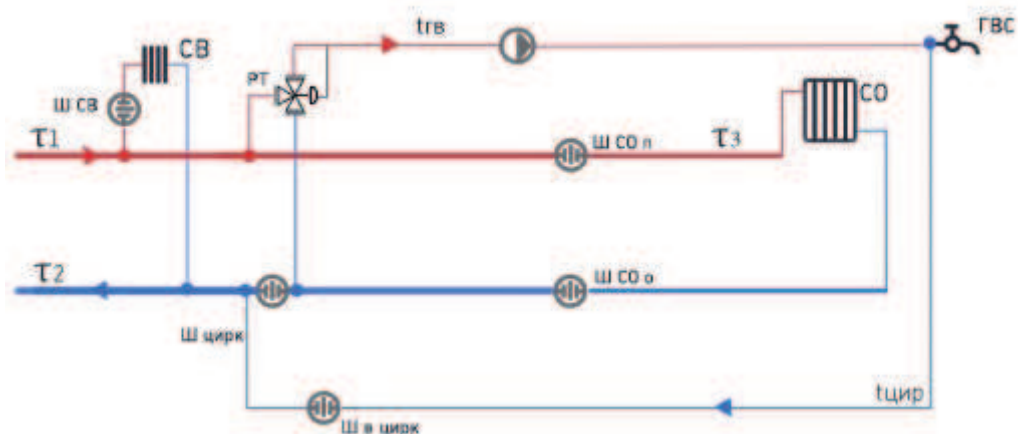 tгв
ГВС
СВ
РТ
СО
Ш СВ
τ1
Ш СО п
τ3
τ2
Ш СО о
Ш цирк
tцир
Ш в цирк